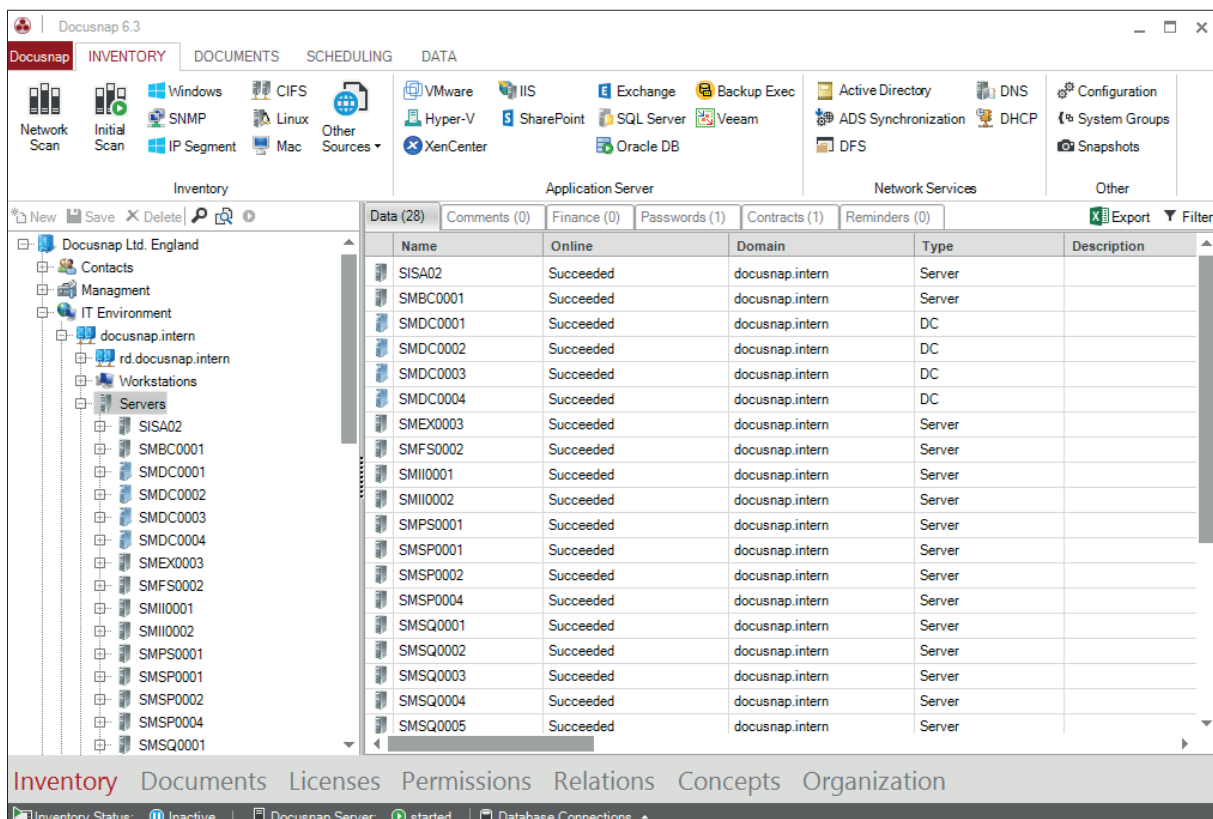 Docusnap 6.3
Docusnap INVENTORY DOCUMENTS SCHEDULING DATA
Network Scan
Initial Scan
Windows
SNMP
IP Segment
CIFS
Linux
Mac
Other Sources
Inventory
VMware
Hyper-V
XenCenter
IIS
SharePoint
Exchange
SQL Server
Oracle DB
Backup Exec
Veeam
Application Server
Active Directory
ADS Synchronization
DFS
DNS
DHCP
Network Services
Configuration
System Groups
Snapshots
Other
New Save Delete
Docusnap Ltd. England
Contacts
Managment
IT Environment
docusnap.intern
rd.docusnap.intern
Workstations
Servers
SISA02
SMBC0001
SMDC0001
SMDC0002
SMDC0003
SMDC0004
SMEX0003
SMFS0002
SMII0001
SMII0002
SMPS0001
SMSP0001
SMSP0002
SMSP0004
SMSQ0001
Data (28) Comments (0) Finance (0) Passwords (1) Contracts (1) Reminders (0) Export Filter
Name Online Domain Type Description
SISA02 Succeeded docusnap.intern Server
SMBC0001 Succeeded docusnap.intern Server
SMDC0001 Succeeded docusnap.intern DC
SMDC0002 Succeeded docusnap.intern DC
SMDC0003 Succeeded docusnap.intern DC
SMDC0004 Succeeded docusnap.intern DC
SMEX0003 Succeeded docusnap.intern Server
SMFS0002 Succeeded docusnap.intern Server
SMII0001 Succeeded docusnap.intern Server
SMII0002 Succeeded docusnap.intern Server
SMPS0001 Succeeded docusnap.intern Server
SMSP0001 Succeeded docusnap.intern Server
SMSP0002 Succeeded docusnap.intern Server
SMSP0004 Succeeded docusnap.intern Server
SMSQ0001 Succeeded docusnap.intern Server
SMSQ0002 Succeeded docusnap.intern Server
SMSQ0003 Succeeded docusnap.intern Server
SMSQ0004 Succeeded docusnap.intern Server
SMSQ0005 Succeeded docusnap.intern Server
Inventory Documents Licenses Permissions Relations Concepts Organization
Inventory Status: Inactive | Docusnap Server: started | Database Connections